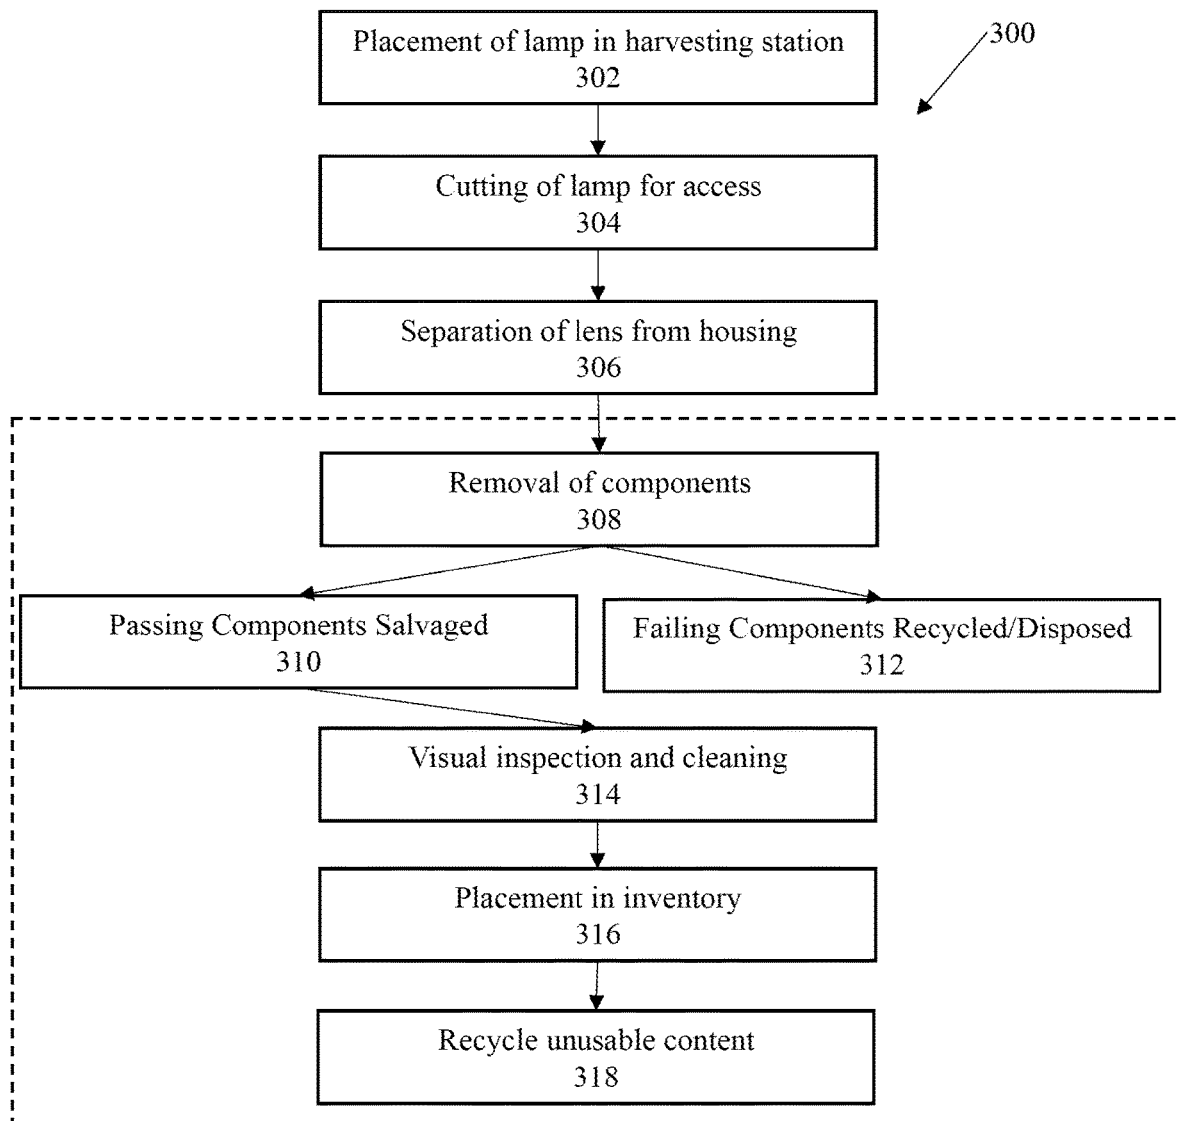 Placement of lamp in harvesting station
302
300
Cutting of lamp for access
304
Separation of lens from housing
306
Removal of components
308
Passing Components Salvaged
310
Failing Components Recycled/Disposed
312
Visual inspection and cleaning
314
Placement in inventory
316
Recycle unusable content
318